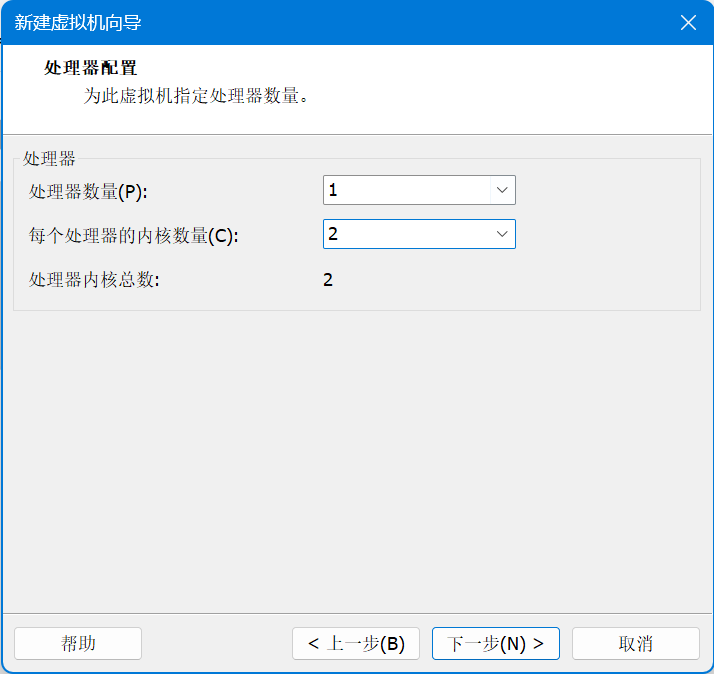 新建虚拟机向导
处理器配置
为此虚拟机指定处理器数量。
处理器
处理器数量(P): 1
每个处理器的内核数量(C): 2
处理器内核总数: 2
帮助 < 上一步(B) 下一步(N) > 取消